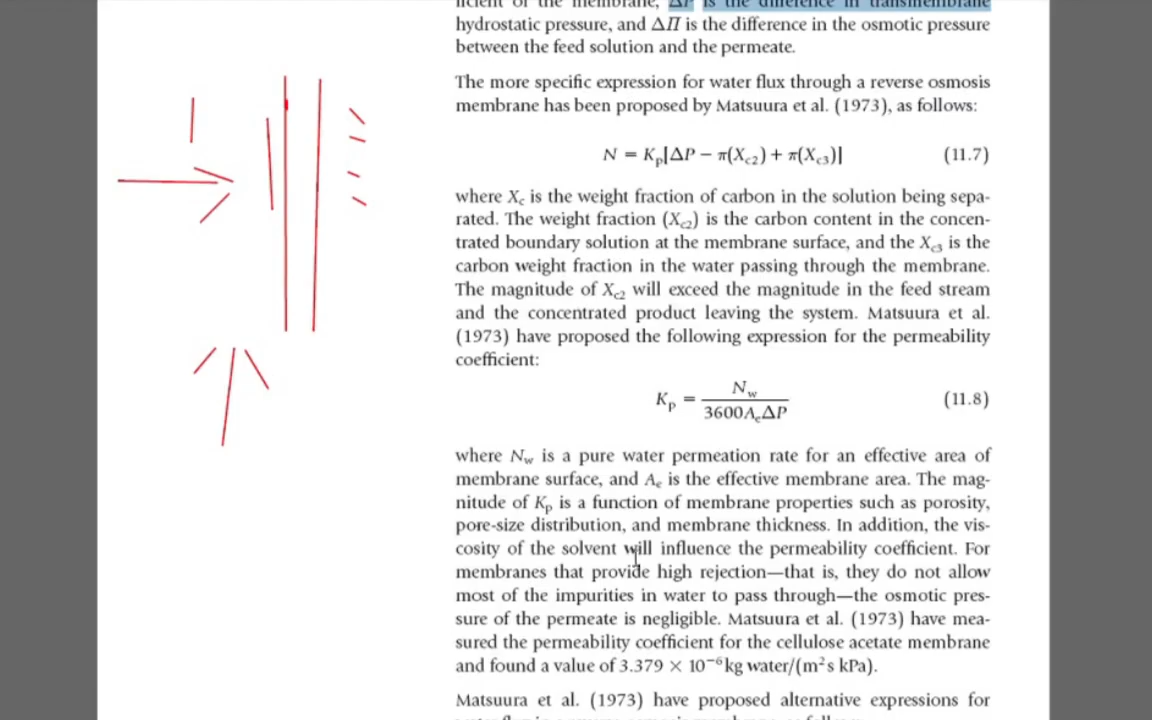 ficient of the membrane, ΔP is the difference in transmembrane
hydrostatic pressure, and ΔΠ is the difference in the osmotic pressure
between the feed solution and the permeate.
The more specific expression for water flux through a reverse osmosis
membrane has been proposed by Matsuura et al. (1973), as follows:
N = Kp[ΔP − π(Xc2) + π(Xc3)] (11.7)
where Xc is the weight fraction of carbon in the solution being sepa-
rated. The weight fraction (Xc2) is the carbon content in the concen-
trated boundary solution at the membrane surface, and the Xc3 is the
carbon weight fraction in the water passing through the membrane.
The magnitude of Xc2 will exceed the magnitude in the feed stream
and the concentrated product leaving the system. Matsuura et al.
(1973) have proposed the following expression for the permeability
coefficient:
Kp = Nw / 3600AeΔP (11.8)
where Nw is a pure water permeation rate for an effective area of
membrane surface, and Ae is the effective membrane area. The mag-
nitude of Kp is a function of membrane properties such as porosity,
pore-size distribution, and membrane thickness. In addition, the vis-
cosity of the solvent will influence the permeability coefficient. For
membranes that provide high rejection—that is, they do not allow
most of the impurities in water to pass through—the osmotic pres-
sure of the permeate is negligible. Matsuura et al. (1973) have mea-
sured the permeability coefficient for the cellulose acetate membrane
and found a value of 3.379 × 10⁻⁶ kg water/(m² s kPa).
Matsuura et al. (1973) have proposed alternative expressions for